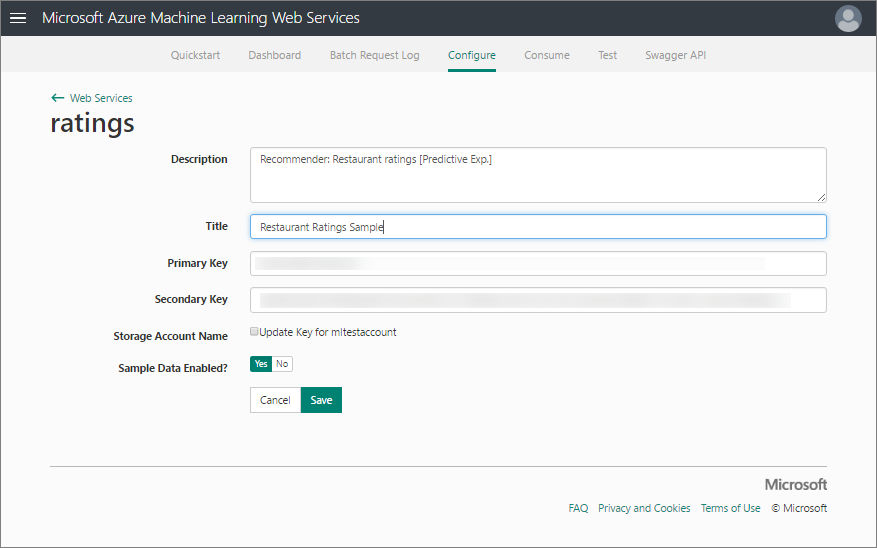 Microsoft Azure Machine Learning Web Services
Quickstart Dashboard Batch Request Log Configure Consume Test Swagger API
← Web Services
ratings
Description Recommender: Restaurant ratings [Predictive Exp.]
Title Restaurant Ratings Sample
Primary Key
Secondary Key
Storage Account Name Update Key for mltestaccount
Sample Data Enabled? Yes No
Cancel Save
Microsoft
FAQ Privacy and Cookies Terms of Use © Microsoft